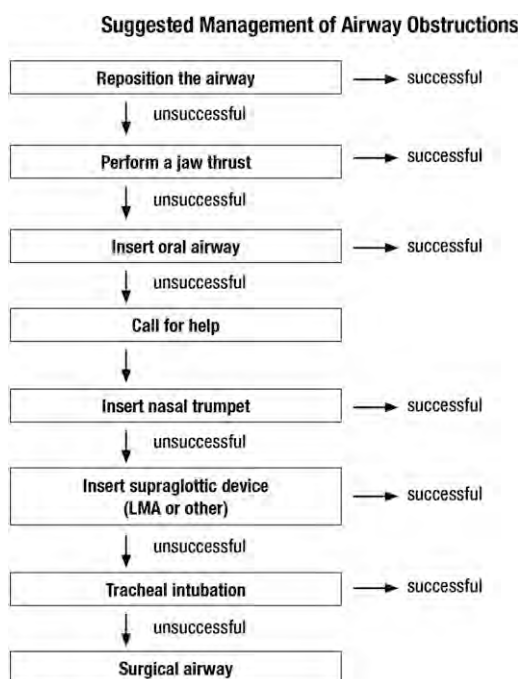 Suggested Management of Airway Obstructions
Reposition the airway
successful
unsuccessful
Perform a jaw thrust
successful
unsuccessful
Insert oral airway
successful
unsuccessful
Call for help
Insert nasal trumpet
successful
unsuccessful
Insert supraglottic device
(LMA or other)
successful
unsuccessful
Tracheal intubation
successful
unsuccessful
Surgical airway